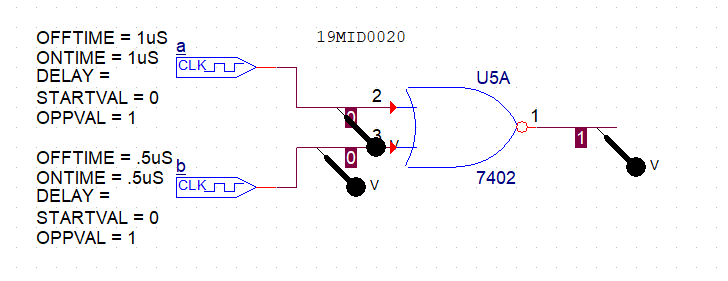 OFFTIME = 1uS
a
19MID0020
ONTIME = 1uS
CLK
DELAY =
U5A
STARTVAL = 0
2
OPPVAL = 1
0
1
3
V
1
OFFTIME = .5uS
b
0
ONTIME = .5uS
CLK
V
V
DELAY =
7402
STARTVAL = 0
OPPVAL = 1